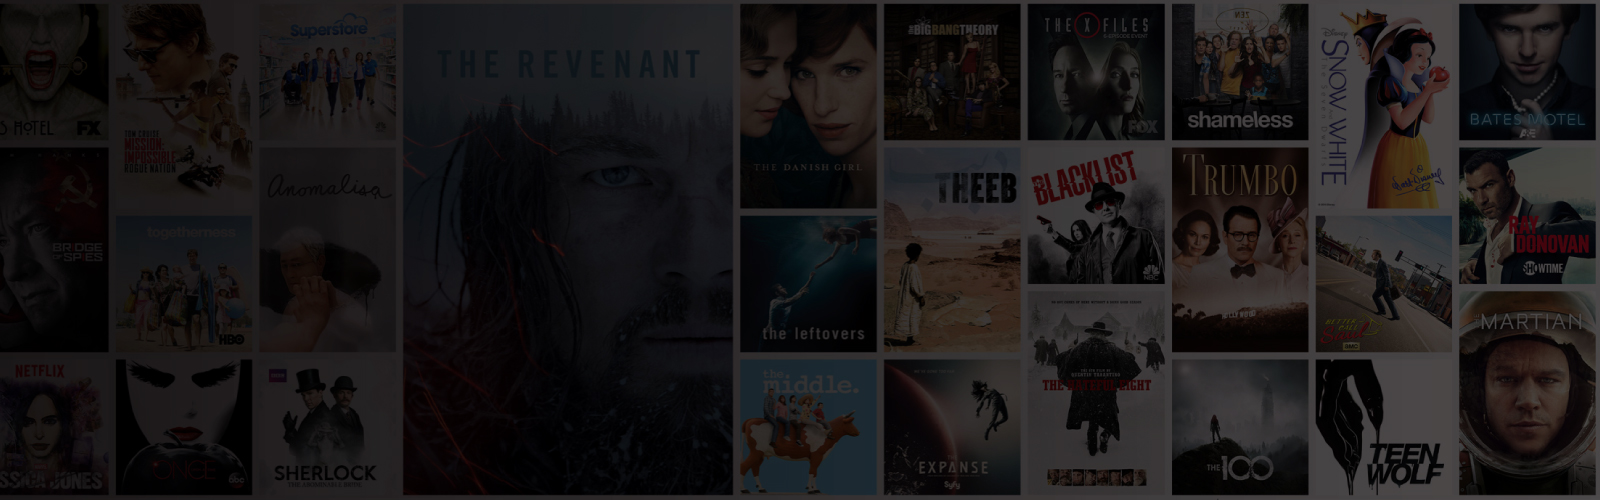 S HOTEL
FX
TOM CRUISE
MISSION:
IMPOSSIBLE
ROGUE NATION
Superstore
BRIDGE
OF SPIES
togetherness
HBO
Anomalisa
NETFLIX
SSICA JONES
ONCE
abc
SHERLOCK
THE ABOMINABLE BRIDE
THE REVENANT
THE DANISH GIRL
the leftovers
the
middle.
THE BIG BANG THEORY
THEEB
EXPANSE
Syfy
THE X FILES
FOX
BLACKLIST
NBC
THE HATEFUL EIGHT
shameless
TRUMBO
THE 100
Disney
SNOW WHITE
Walt Disney
BETTER
CALL
Saul
AMC
TEEN
WOLF
BATES MOTEL
A&E
RAY
DONOVAN
SHOWTIME
THE MARTIAN